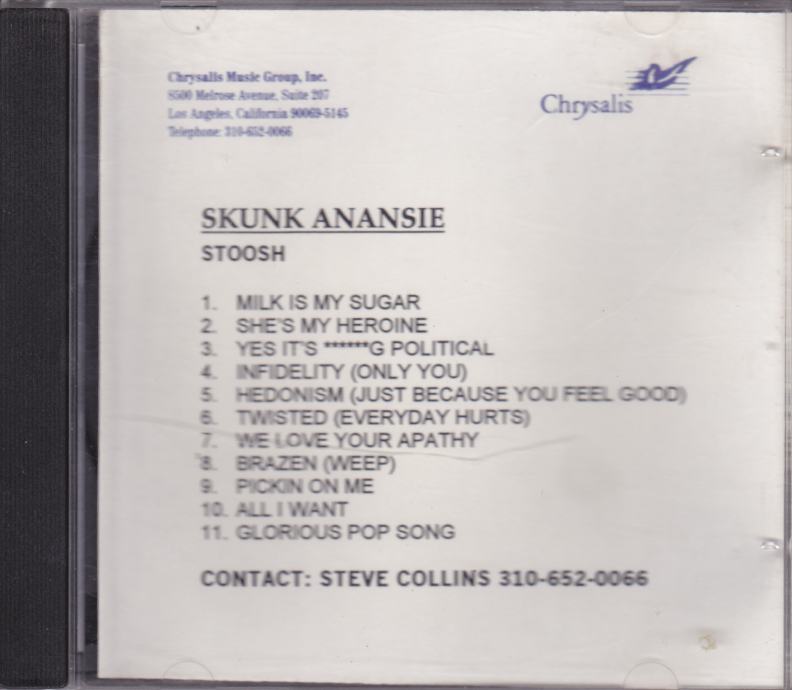 Chrysalis Music Group, Inc.
8500 Melrose Avenue, Suite 207
Los Angeles, California 90069-5145
Telephone: 310-652-0066
Chrysalis
SKUNK ANANSIE
STOOSH
1. MILK IS MY SUGAR
2. SHE'S MY HEROINE
3. YES IT'S ******G POLITICAL
4. INFIDELITY (ONLY YOU)
5. HEDONISM (JUST BECAUSE YOU FEEL GOOD)
6. TWISTED (EVERYDAY HURTS)
7. WE LOVE YOUR APATHY
8. BRAZEN (WEEP)
9. PICKIN ON ME
10. ALL I WANT
11. GLORIOUS POP SONG
CONTACT: STEVE COLLINS 310-652-0066